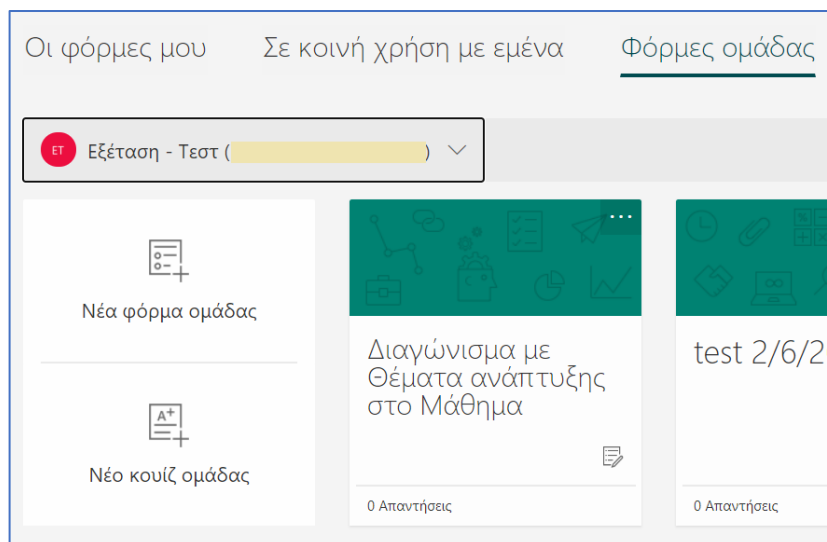 Οι φόρμες μου Σε κοινή χρήση με εμένα Φόρμες ομάδας
ET Εξέταση - Τεστ ( )
Νέα φόρμα ομάδας
Νέο κουίζ ομάδας
Διαγώνισμα με
Θέματα ανάπτυξης
στο Μάθημα
0 Απαντήσεις
test 2/6/2
0 Απαντήσεις